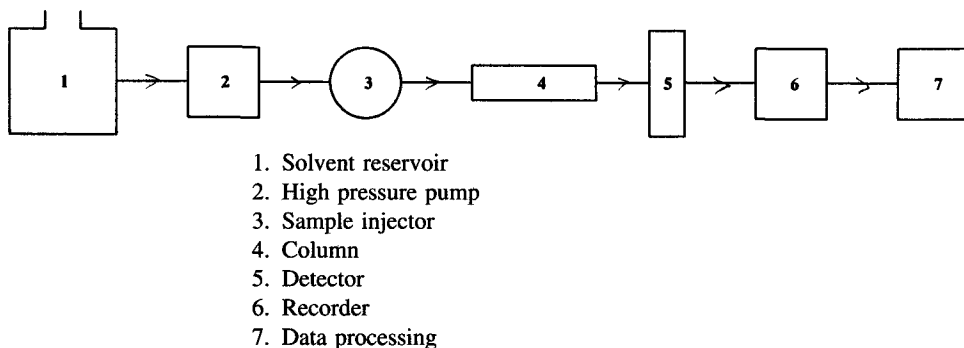 1 2 3 4 5 6 7
1. Solvent reservoir
2. High pressure pump
3. Sample injector
4. Column
5. Detector
6. Recorder
7. Data processing